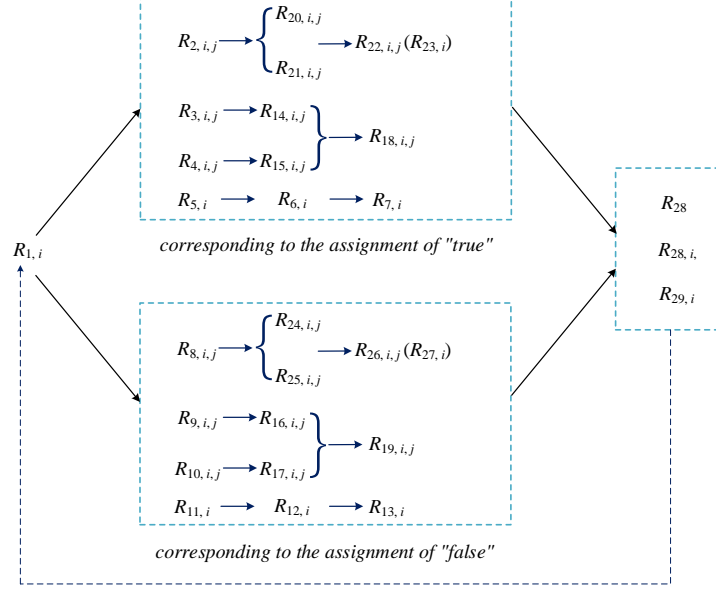 R20, i, j
R2, i, j R22, i, j (R23, i)
R21, i, j
R3, i, j R14, i, j
R18, i, j
R4, i, j R15, i, j
R5, i R6, i R7, i
corresponding to the assignment of "true"
R1, i
R28
R28, i,
R29, i
R24, i, j
R8, i, j R26, i, j (R27, i)
R25, i, j
R9, i, j R16, i, j
R19, i, j
R10, i, j R17, i, j
R11, i R12, i R13, i
corresponding to the assignment of "false"